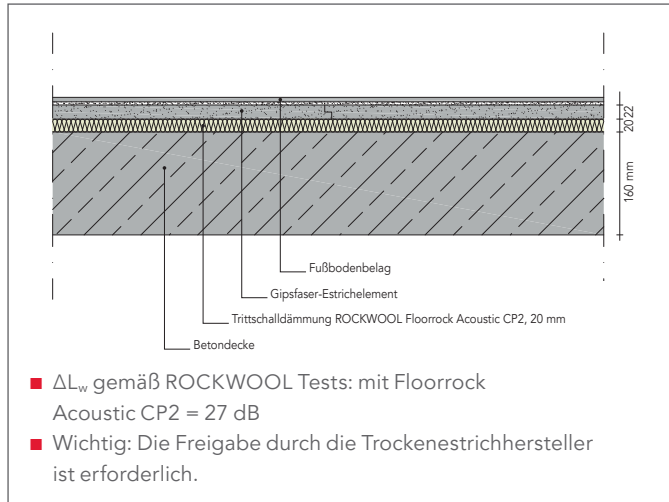 22
20
160 mm
Fußbodenbelag
Gipsfaser-Estrichelement
Trittschalldämmung ROCKWOOL Floorrock Acoustic CP2, 20 mm
Betondecke
■ ΔLw gemäß ROCKWOOL Tests: mit Floorrock
Acoustic CP2 = 27 dB
■ Wichtig: Die Freigabe durch die Trockenestrichhersteller
ist erforderlich.